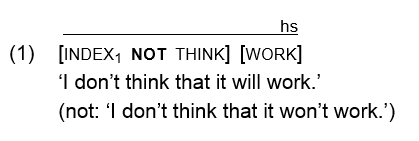 hs
(1) [INDEX₁ NOT THINK] [WORK]
‘I don’t think that it will work.’
(not: ‘I don’t think that it won’t work.’)